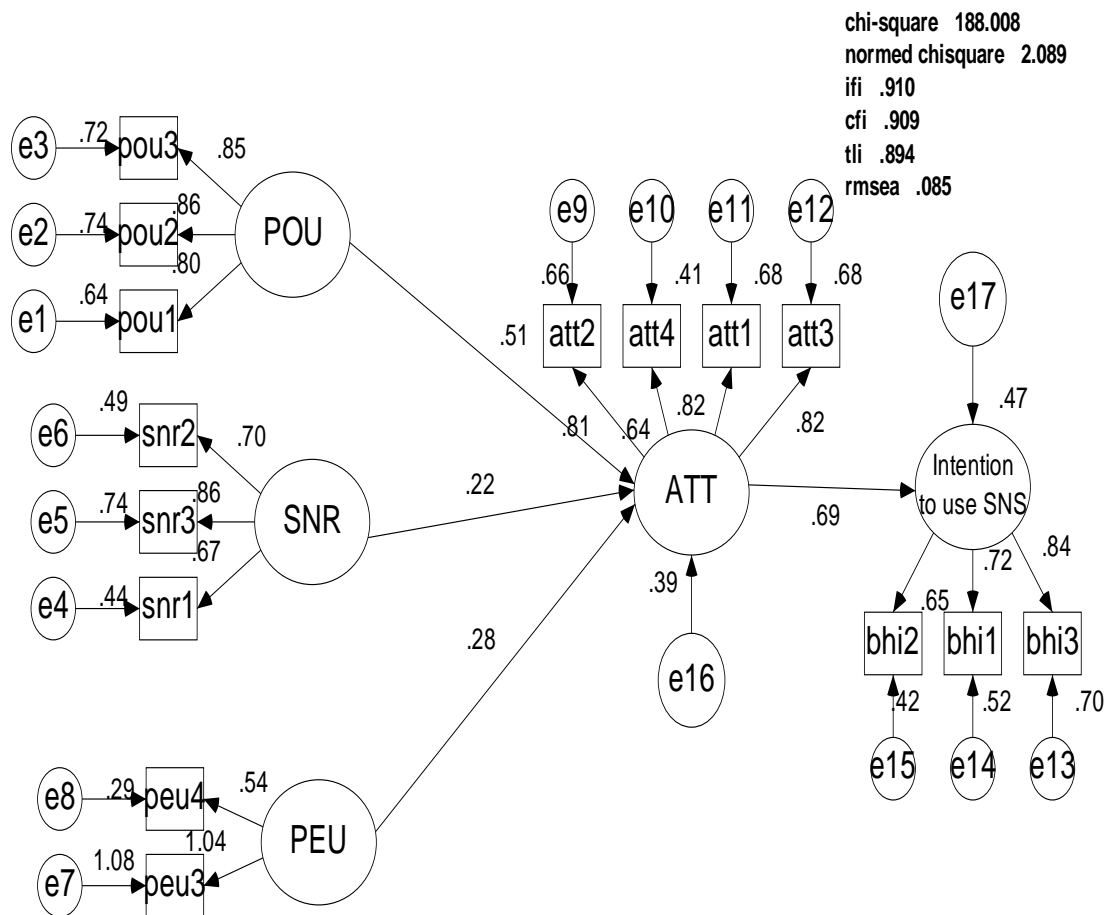 chi-square 188.008
normed chisquare 2.089
ifi .910
cfi .909
tli .894
rmsea .085
e3
.72
pou3
.85
e2
.74
pou2
.86
POU
e1
.64
pou1
.80
.51
e9
e10
e11
e12
.66
.41
.68
.68
att2
att4
att1
att3
.81
.64
.82
.82
e17
.47
e6
.49
snr2
.70
e5
.74
snr3
.86
SNR
.22
e4
.44
snr1
.67
ATT
.69
Intention
to use SNS
.39
e16
.65
.72
.84
bhi2
bhi1
bhi3
.42
.52
.70
e15
e14
e13
.28
e8
.29
peu4
.54
PEU
e7
1.08
peu3
1.04